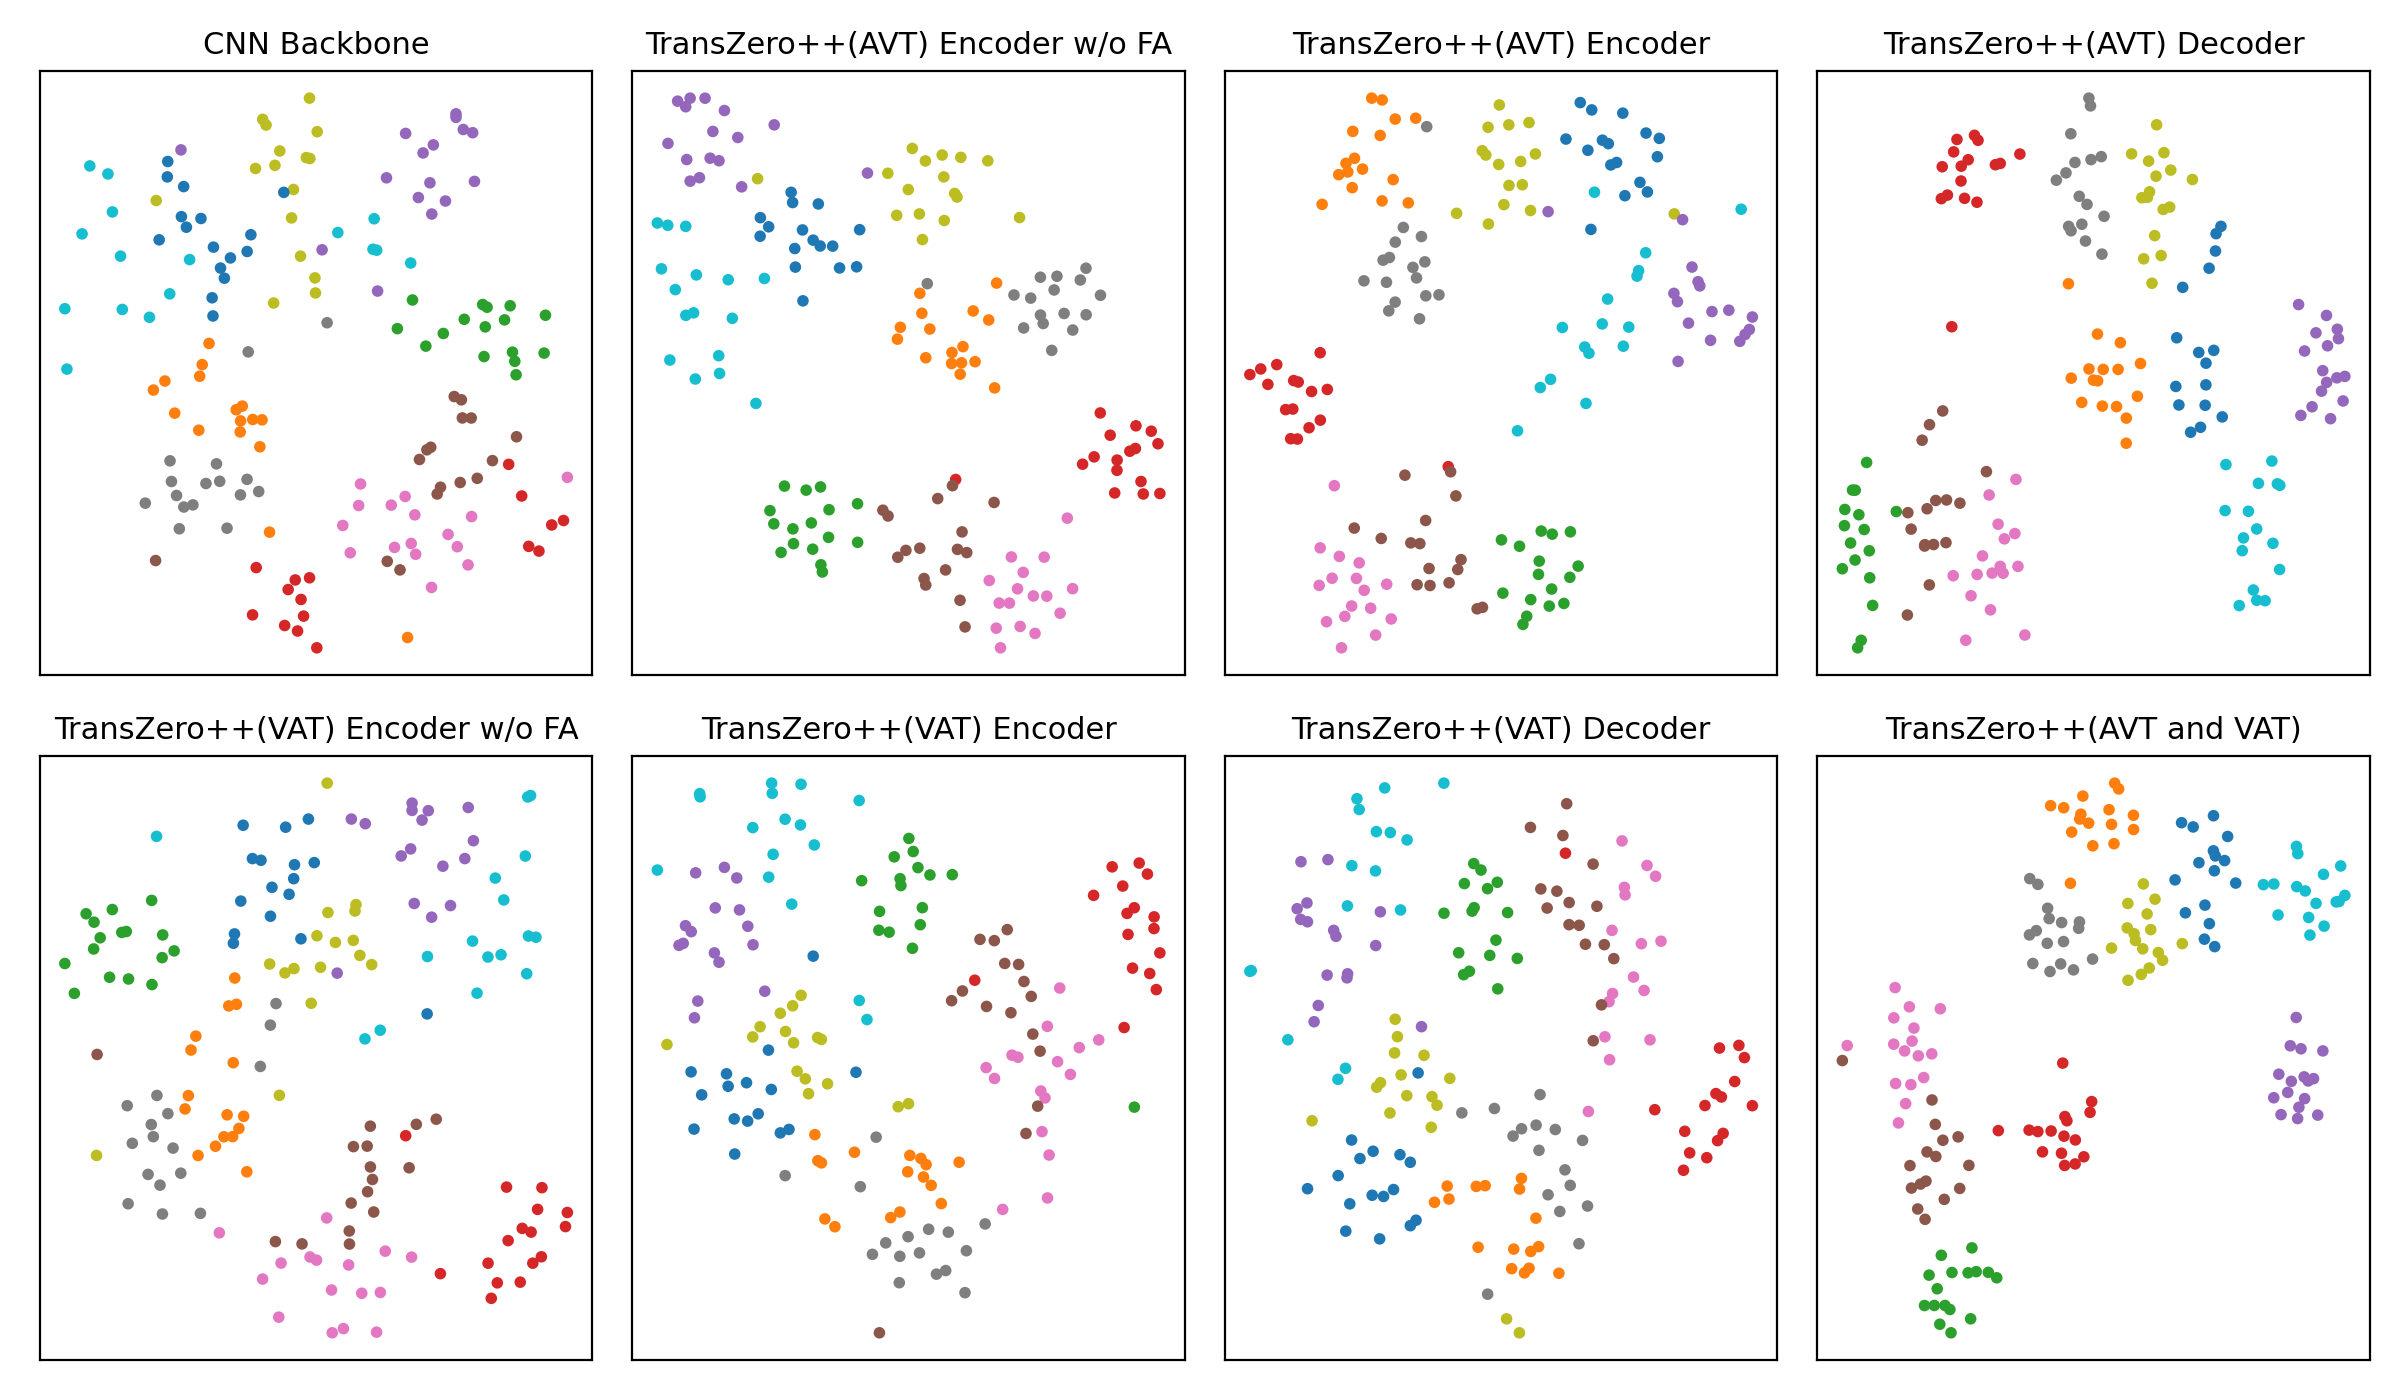 CNN Backbone
TransZero++(AVT) Encoder w/o FA
TransZero++(AVT) Encoder
TransZero++(AVT) Decoder
TransZero++(VAT) Encoder w/o FA
TransZero++(VAT) Encoder
TransZero++(VAT) Decoder
TransZero++(AVT and VAT)